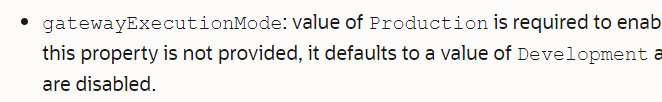 • gatewayExecutionMode: value of Production is required to enab
this property is not provided, it defaults to a value of Development a
are disabled.